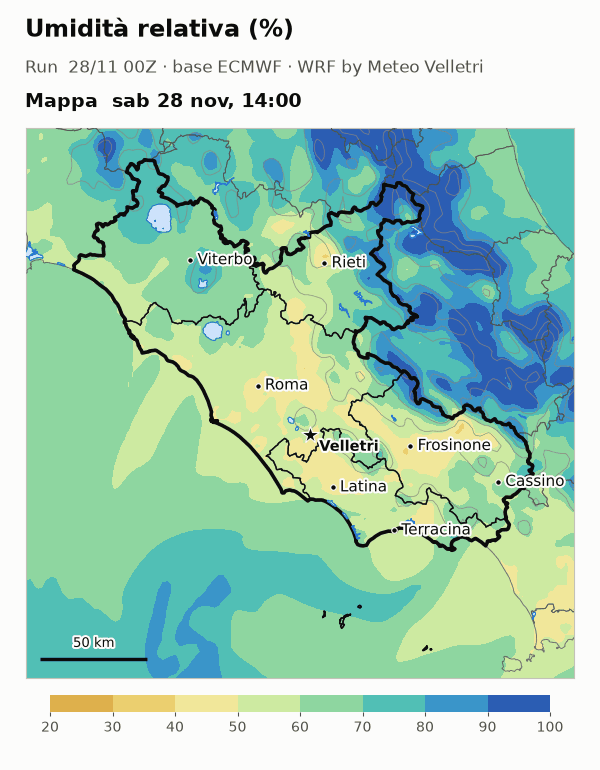 Umidità relativa (%)
Run  28/11 00Z · base ECMWF · WRF by Meteo Velletri
Mappa  sab 28 nov, 14:00
Viterbo
Rieti
Roma
Velletri
Frosinone
Latina
Cassino
Terracina
50 km
20 30 40 50 60 70 80 90 100